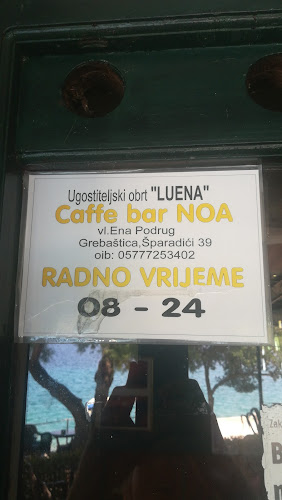 Ugostiteljski obrt "LUENA"
Caffe bar NOA
vl.Ena Podrug
Grebaštica,Šparadići 39
oib: 05777253402
RADNO VRIJEME
08 - 24